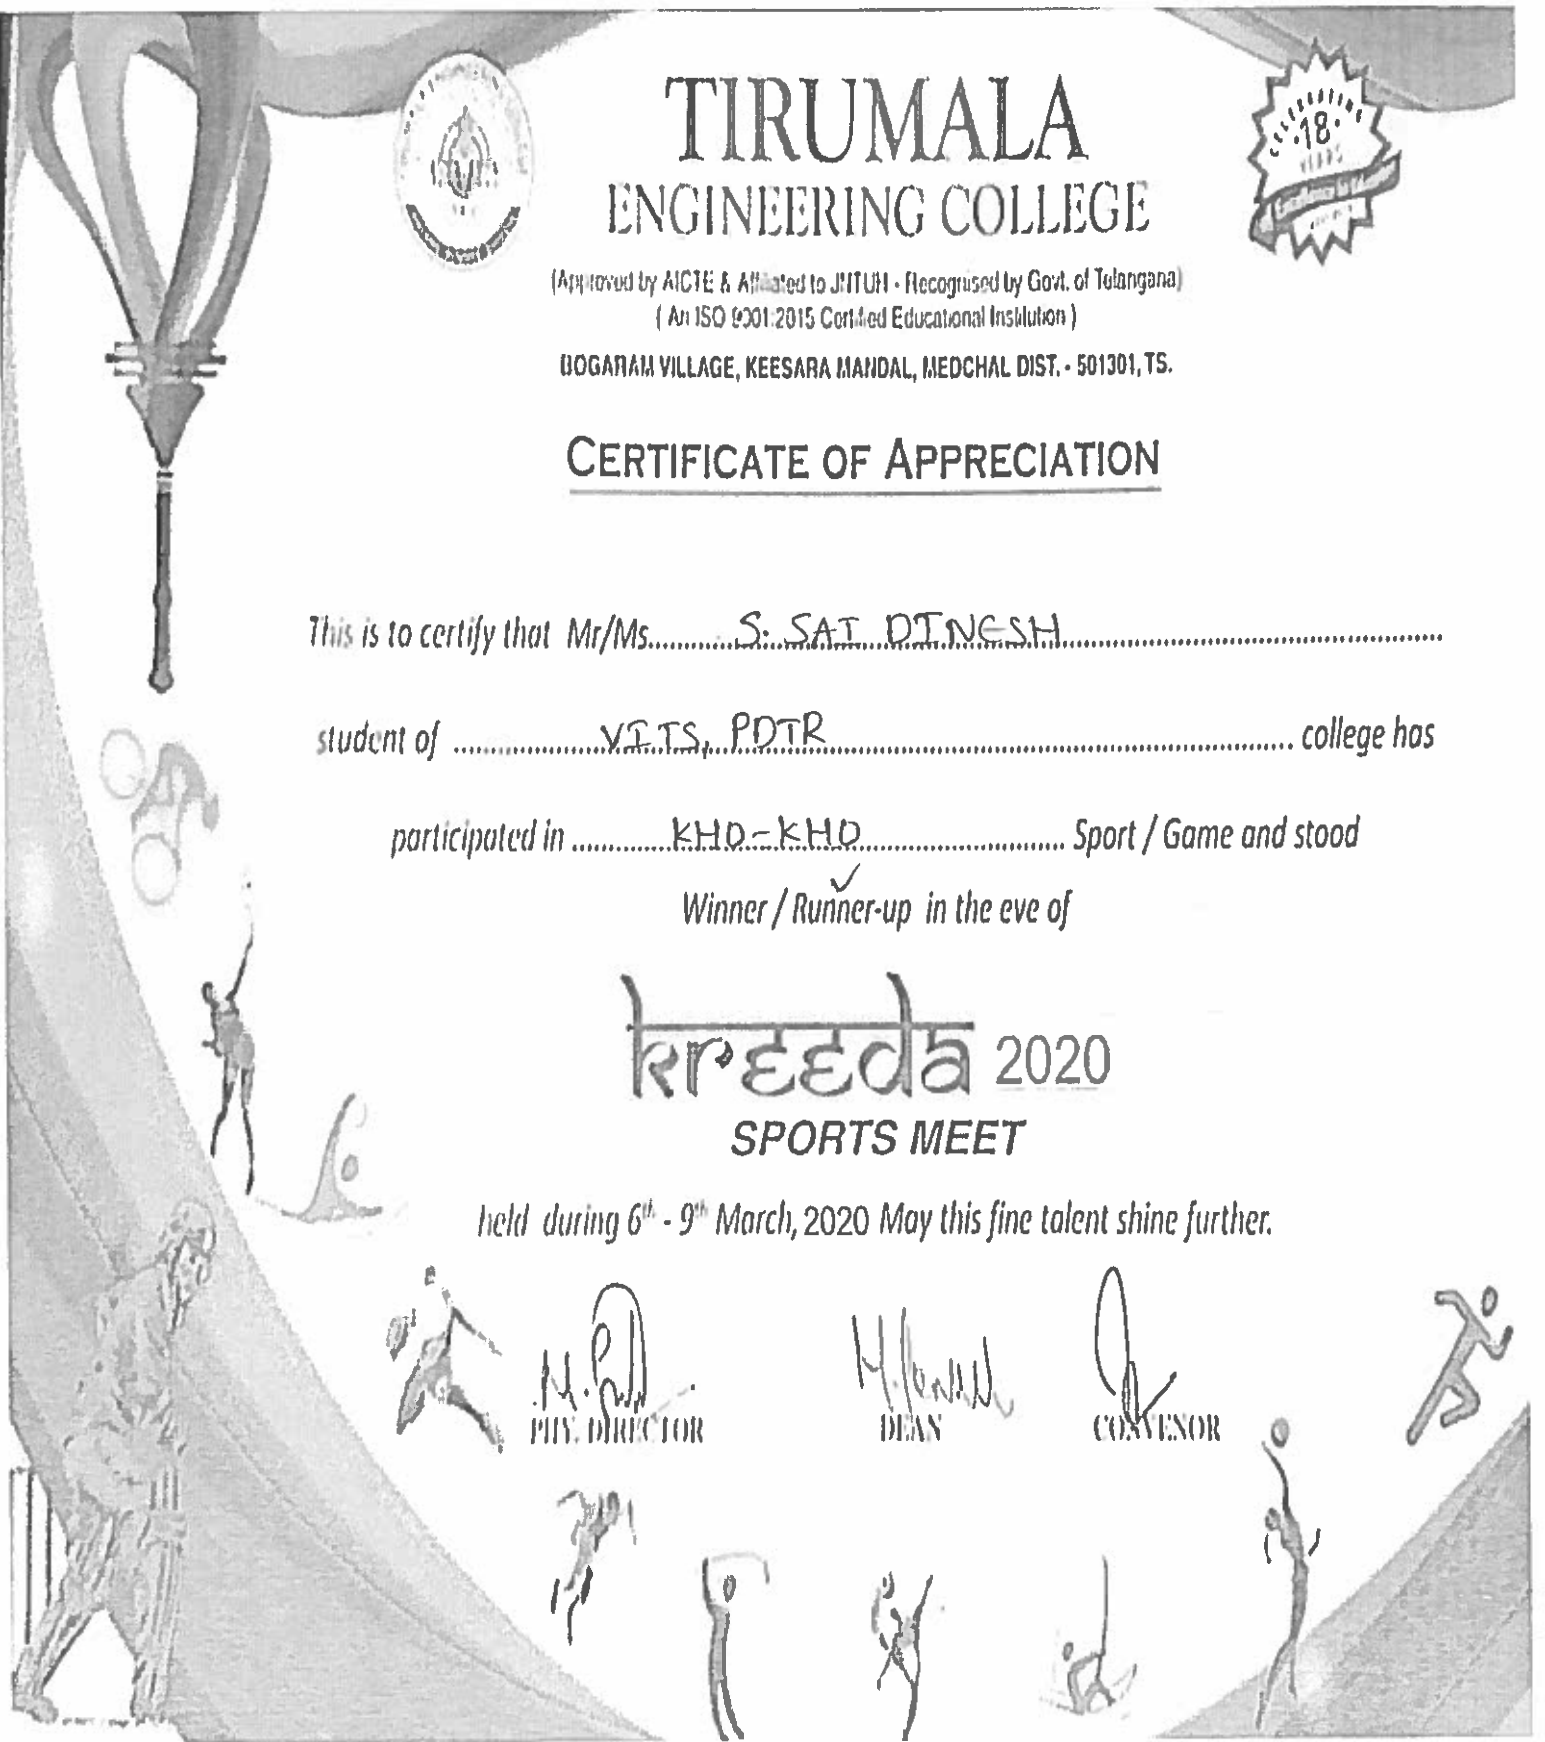 TIRUMALA
ENGINEERING COLLEGE
18
YEARS
(Approved by AICTE & Affiliated to JNTUH - Recognised by Govt. of Telangana)
( An ISO 9001:2015 Certified Educational Institution )
BOGARAM VILLAGE, KEESARA MANDAL, MEDCHAL DIST. - 501301, TS.
CERTIFICATE OF APPRECIATION
This is to certify that Mr/Ms............S. SAI DINESH............
student of ............VITS, PDTR............ college has
participated in ............KHO-KHO............ Sport / Game and stood
Winner / Runner-up in the eve of
kreeda 2020
SPORTS MEET
held during 6th - 9th March, 2020 May this fine talent shine further.
PHY. DIRECTOR DEAN CONVENOR